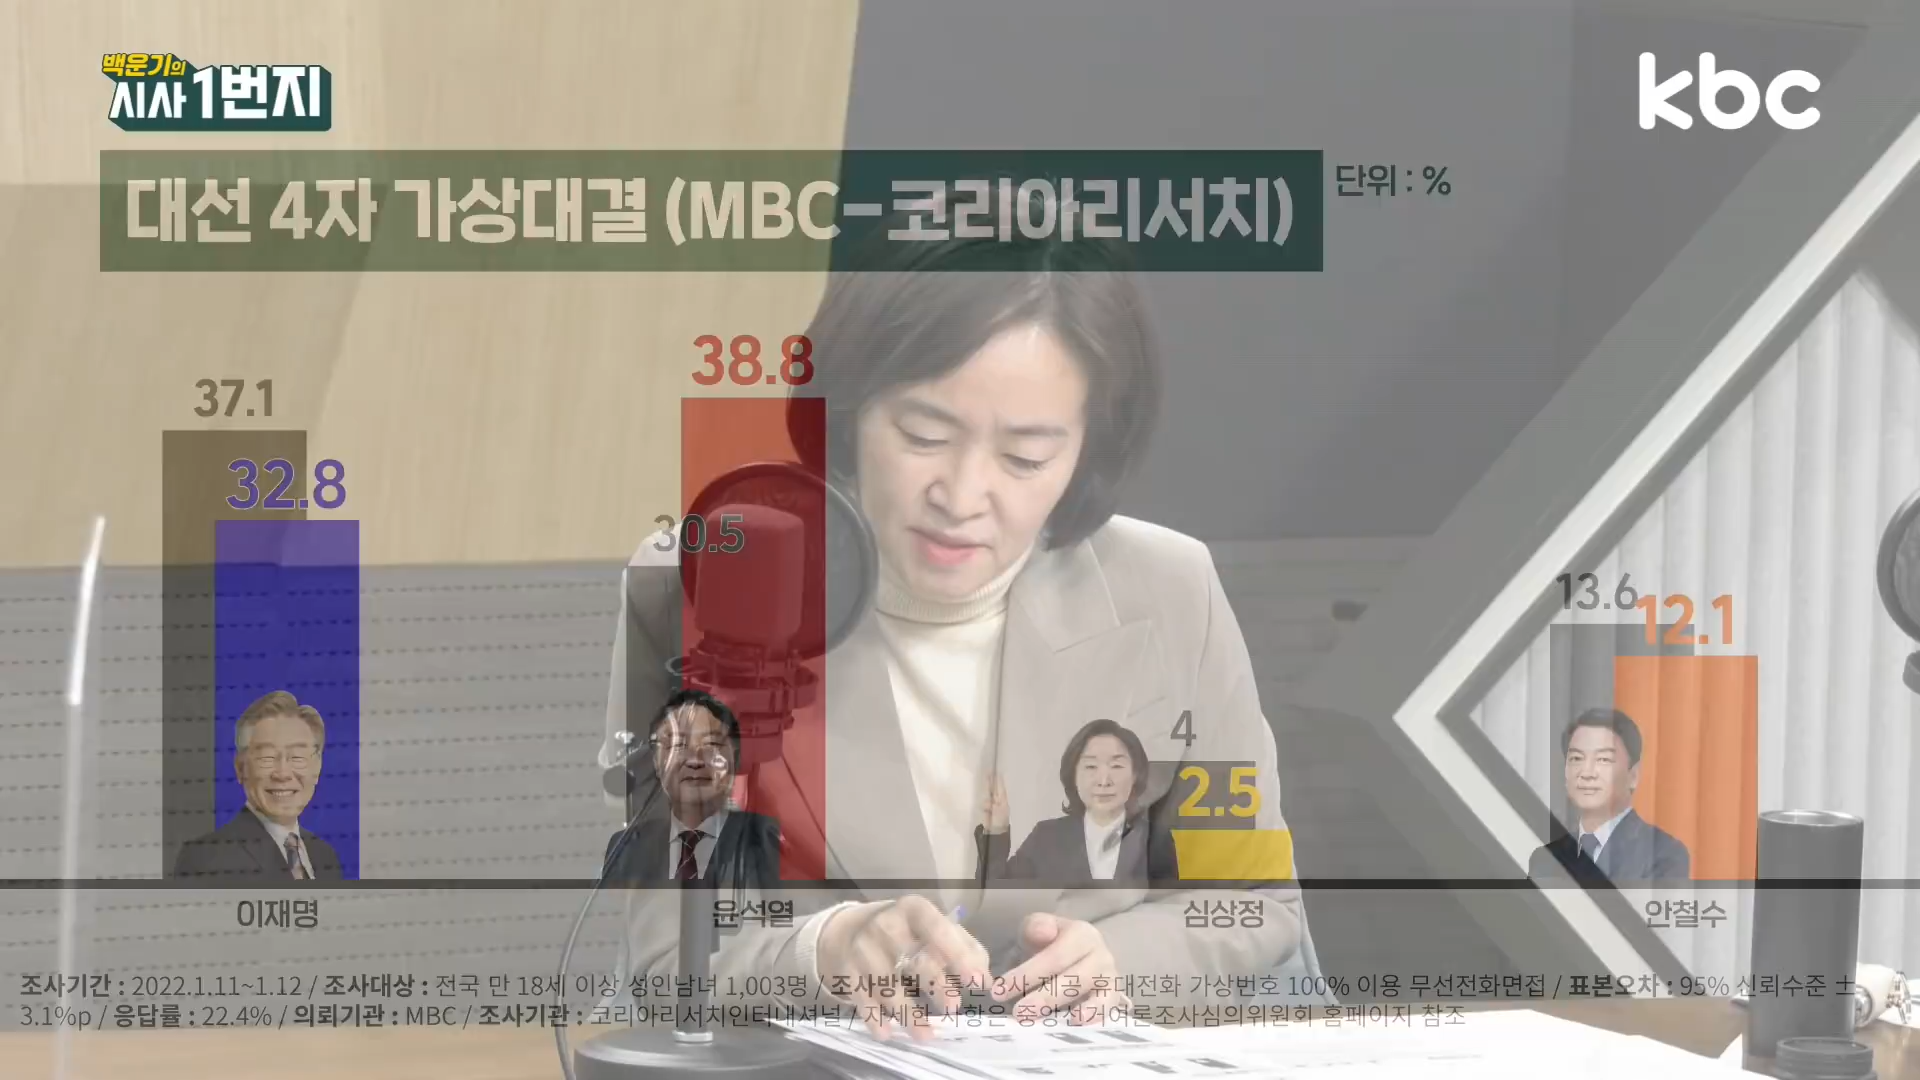 백운기의
시사1번지
kbc
대선 4자 가상대결 (MBC-코리아리서치)
단위 : %
37.1
32.8
38.8
30.5
4
2.5
13.6
12.1
이재명
윤석열
심상정
안철수
조사기간 : 2022.1.11~1.12 / 조사대상 : 전국 만 18세 이상 성인남녀 1,003명 / 조사방법 : 통신 3사 제공 휴대전화 가상번호 100% 이용 무선전화면접 / 표본오차 : 95% 신뢰수준 ±
3.1%p / 응답률 : 22.4% / 의뢰기관 : MBC / 조사기관 : 코리아리서치인터내셔널 / 자세한 사항은 중앙선거여론조사심의위원회 홈페이지 참조